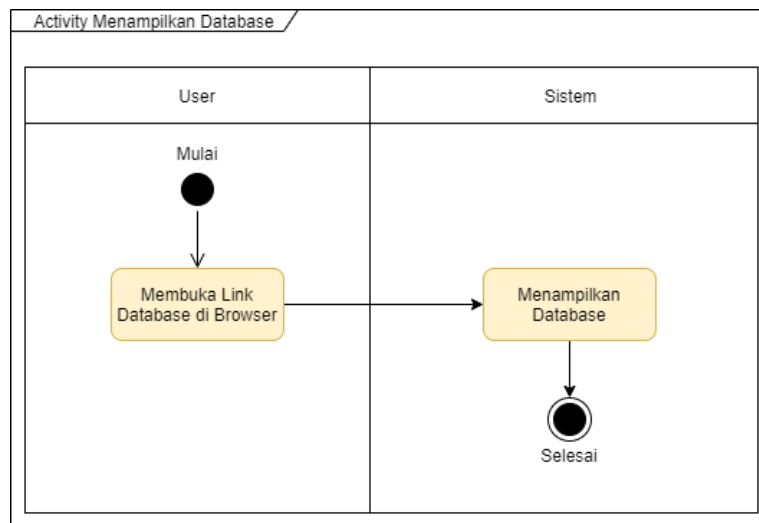 Activity Menampilkan Database
User
Sistem
Mulai
Membuka Link
Database di Browser
Menampilkan
Database
Selesai